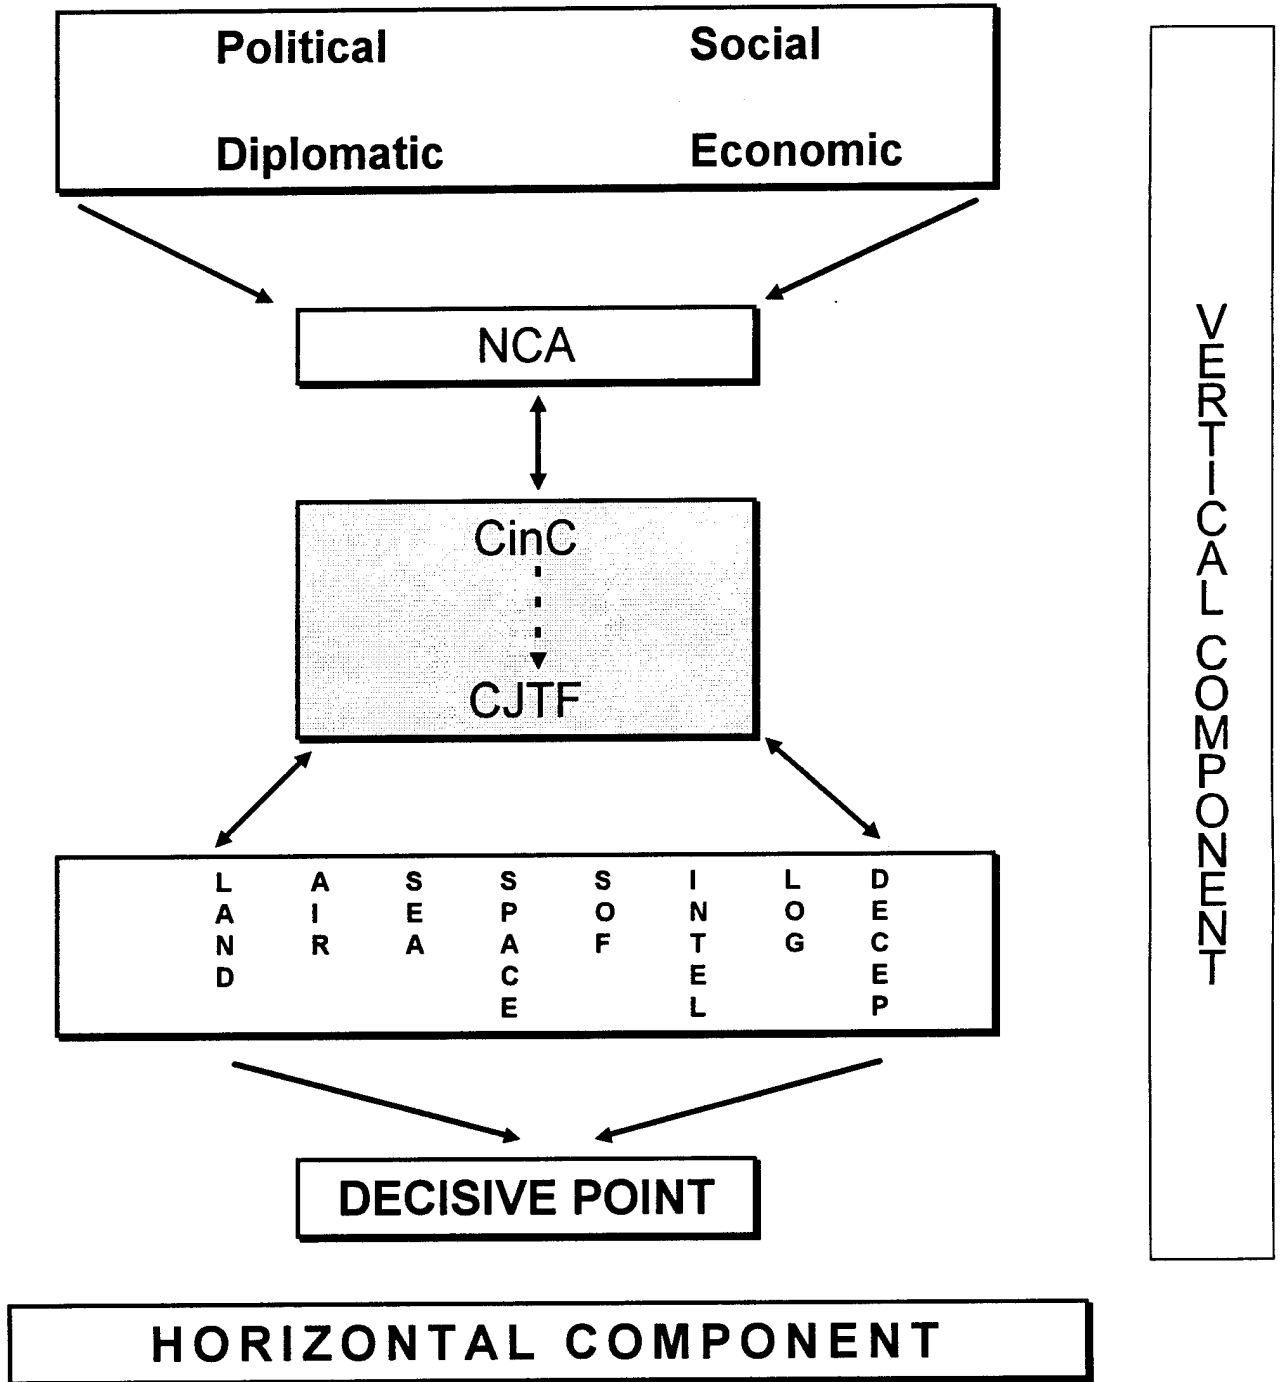 Political Social
Diplomatic Economic
NCA
CinC
CJTF
LAND AIR SEA SPACE SOF INTEL LOG DECEP
DECISIVE POINT
HORIZONTAL COMPONENT
VERTICAL COMPONENT